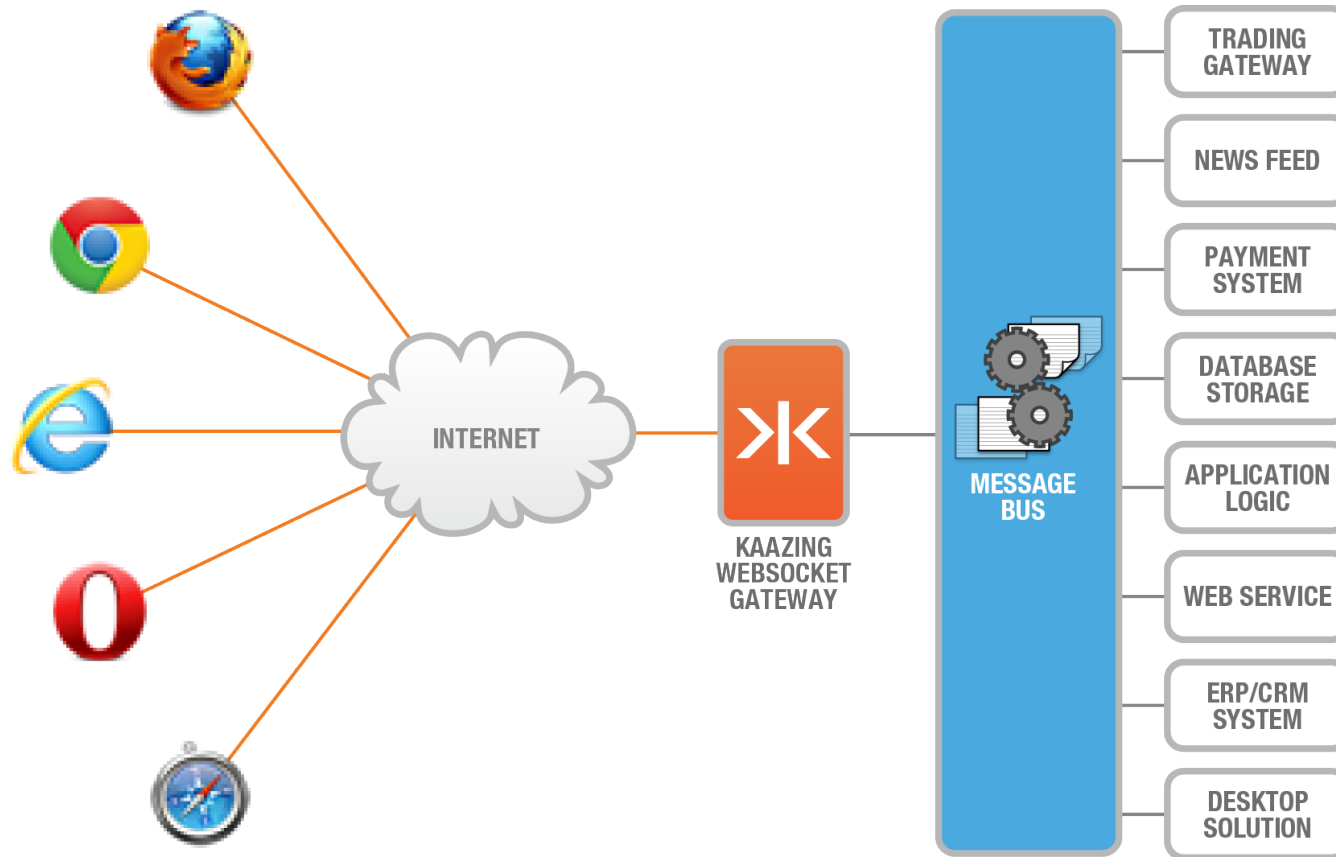 INTERNET
KAAZING
WEBSOCKET
GATEWAY
MESSAGE
BUS
TRADING
GATEWAY
NEWS FEED
PAYMENT
SYSTEM
DATABASE
STORAGE
APPLICATION
LOGIC
WEB SERVICE
ERP/CRM
SYSTEM
DESKTOP
SOLUTION